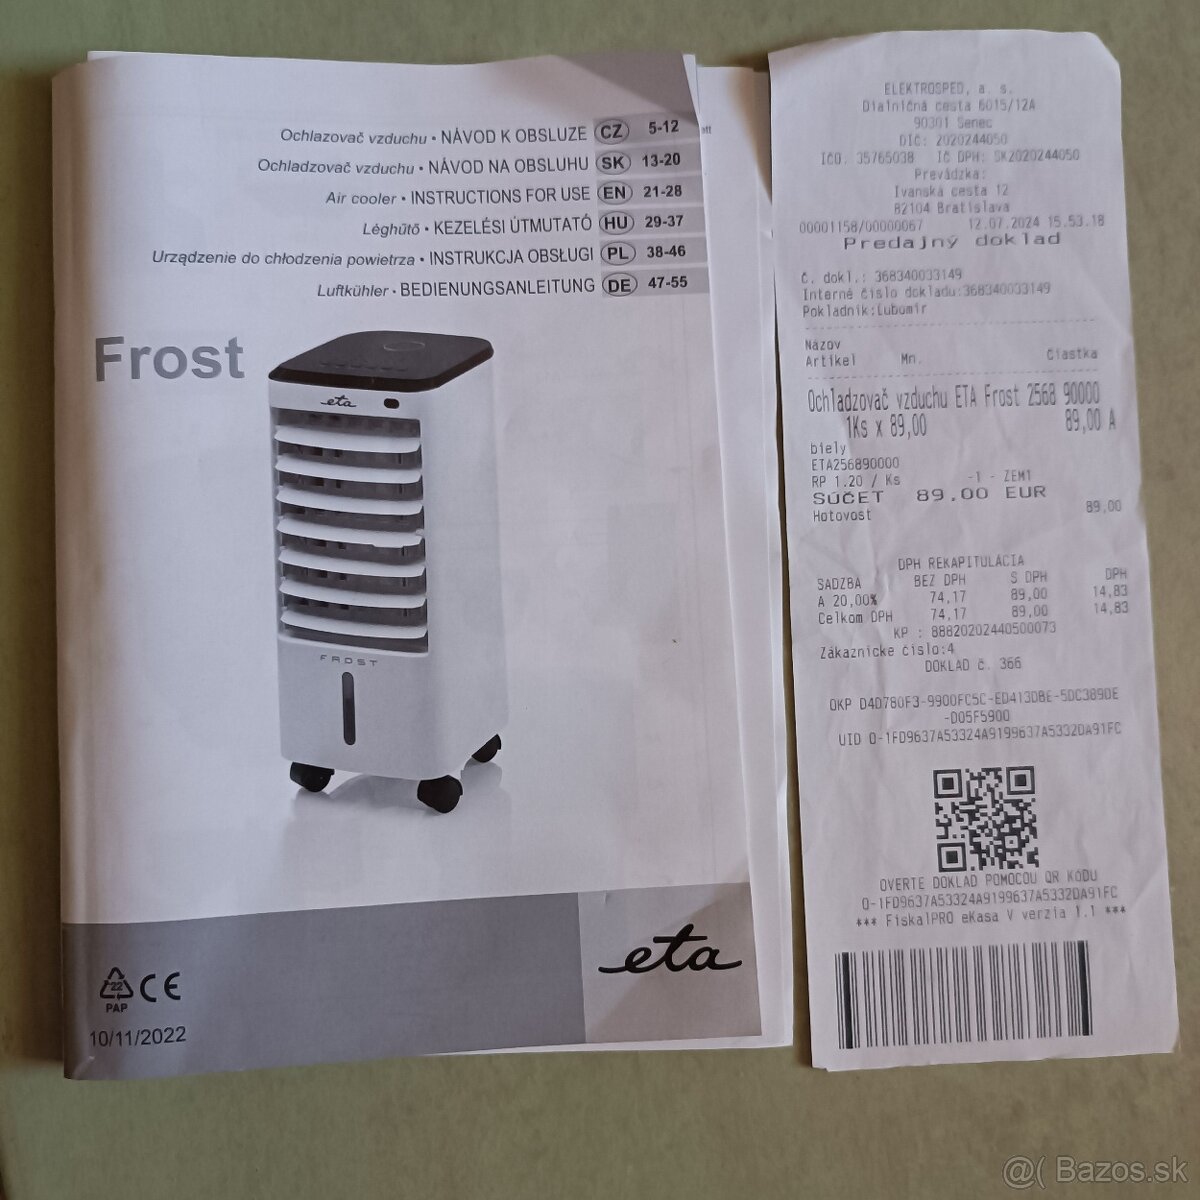 Ochlazovač vzduchu • NÁVOD K OBSLUZE CZ 5-12
Ochladzovač vzduchu • NÁVOD NA OBSLUHU SK 13-20
Air cooler • INSTRUCTIONS FOR USE EN 21-28
Léghűtő • KEZELÉSI ÚTMUTATÓ HU 29-37
Urządzenie do chłodzenia powietrza • INSTRUKCJA OBSŁUGI PL 38-46
Luftkühler • BEDIENUNGSANLEITUNG DE 47-55
Frost
eta
FROST
eta
22
PAP
CE
10/11/2022
ELEKTROSPED, a. s.
Dialničná cesta 6015/12A
90301 Senec
DIČ: 2020244050
IČO: 35765038 IČ DPH: SK2020244050
Prevádzka:
Ivanská cesta 12
82104 Bratislava
00001158/00000067 12.07.2024 15.53.18
Predajný doklad
Č. dokl.: 368340033149
Interné číslo dokladu:368340033149
Pokladník:Ľubomír
Názov
Artikel Mn. Čiastka
Ochladzovač vzduchu ETA Frost 2568 90000
1Ks x 89,00 89,00 A
biely
ETA256890000
RP 1.20 / Ks -1 - ZEM1
SÚČET 89.00 EUR
Hotovosť 89,00
DPH REKAPITULÁCIA
SADZBA BEZ DPH S DPH DPH
A 20,00% 74,17 89,00 14,83
Celkom DPH 74,17 89,00 14,83
KP : 88820202440500073
Zákaznícke číslo:4
DOKLAD č. 366
OKP D4D780F3-9900FC5C-ED413DBE-5DC389DE
-D05F5900
UID O-1FD9637A53324A9199637A5332DA91FC
OVERTE DOKLAD POMOCOU QR KÓDU
O-1FD9637A53324A9199637A5332DA91FC
*** FiskalPRO eKasa V verzia 1.1 ***
@( Bazos.sk